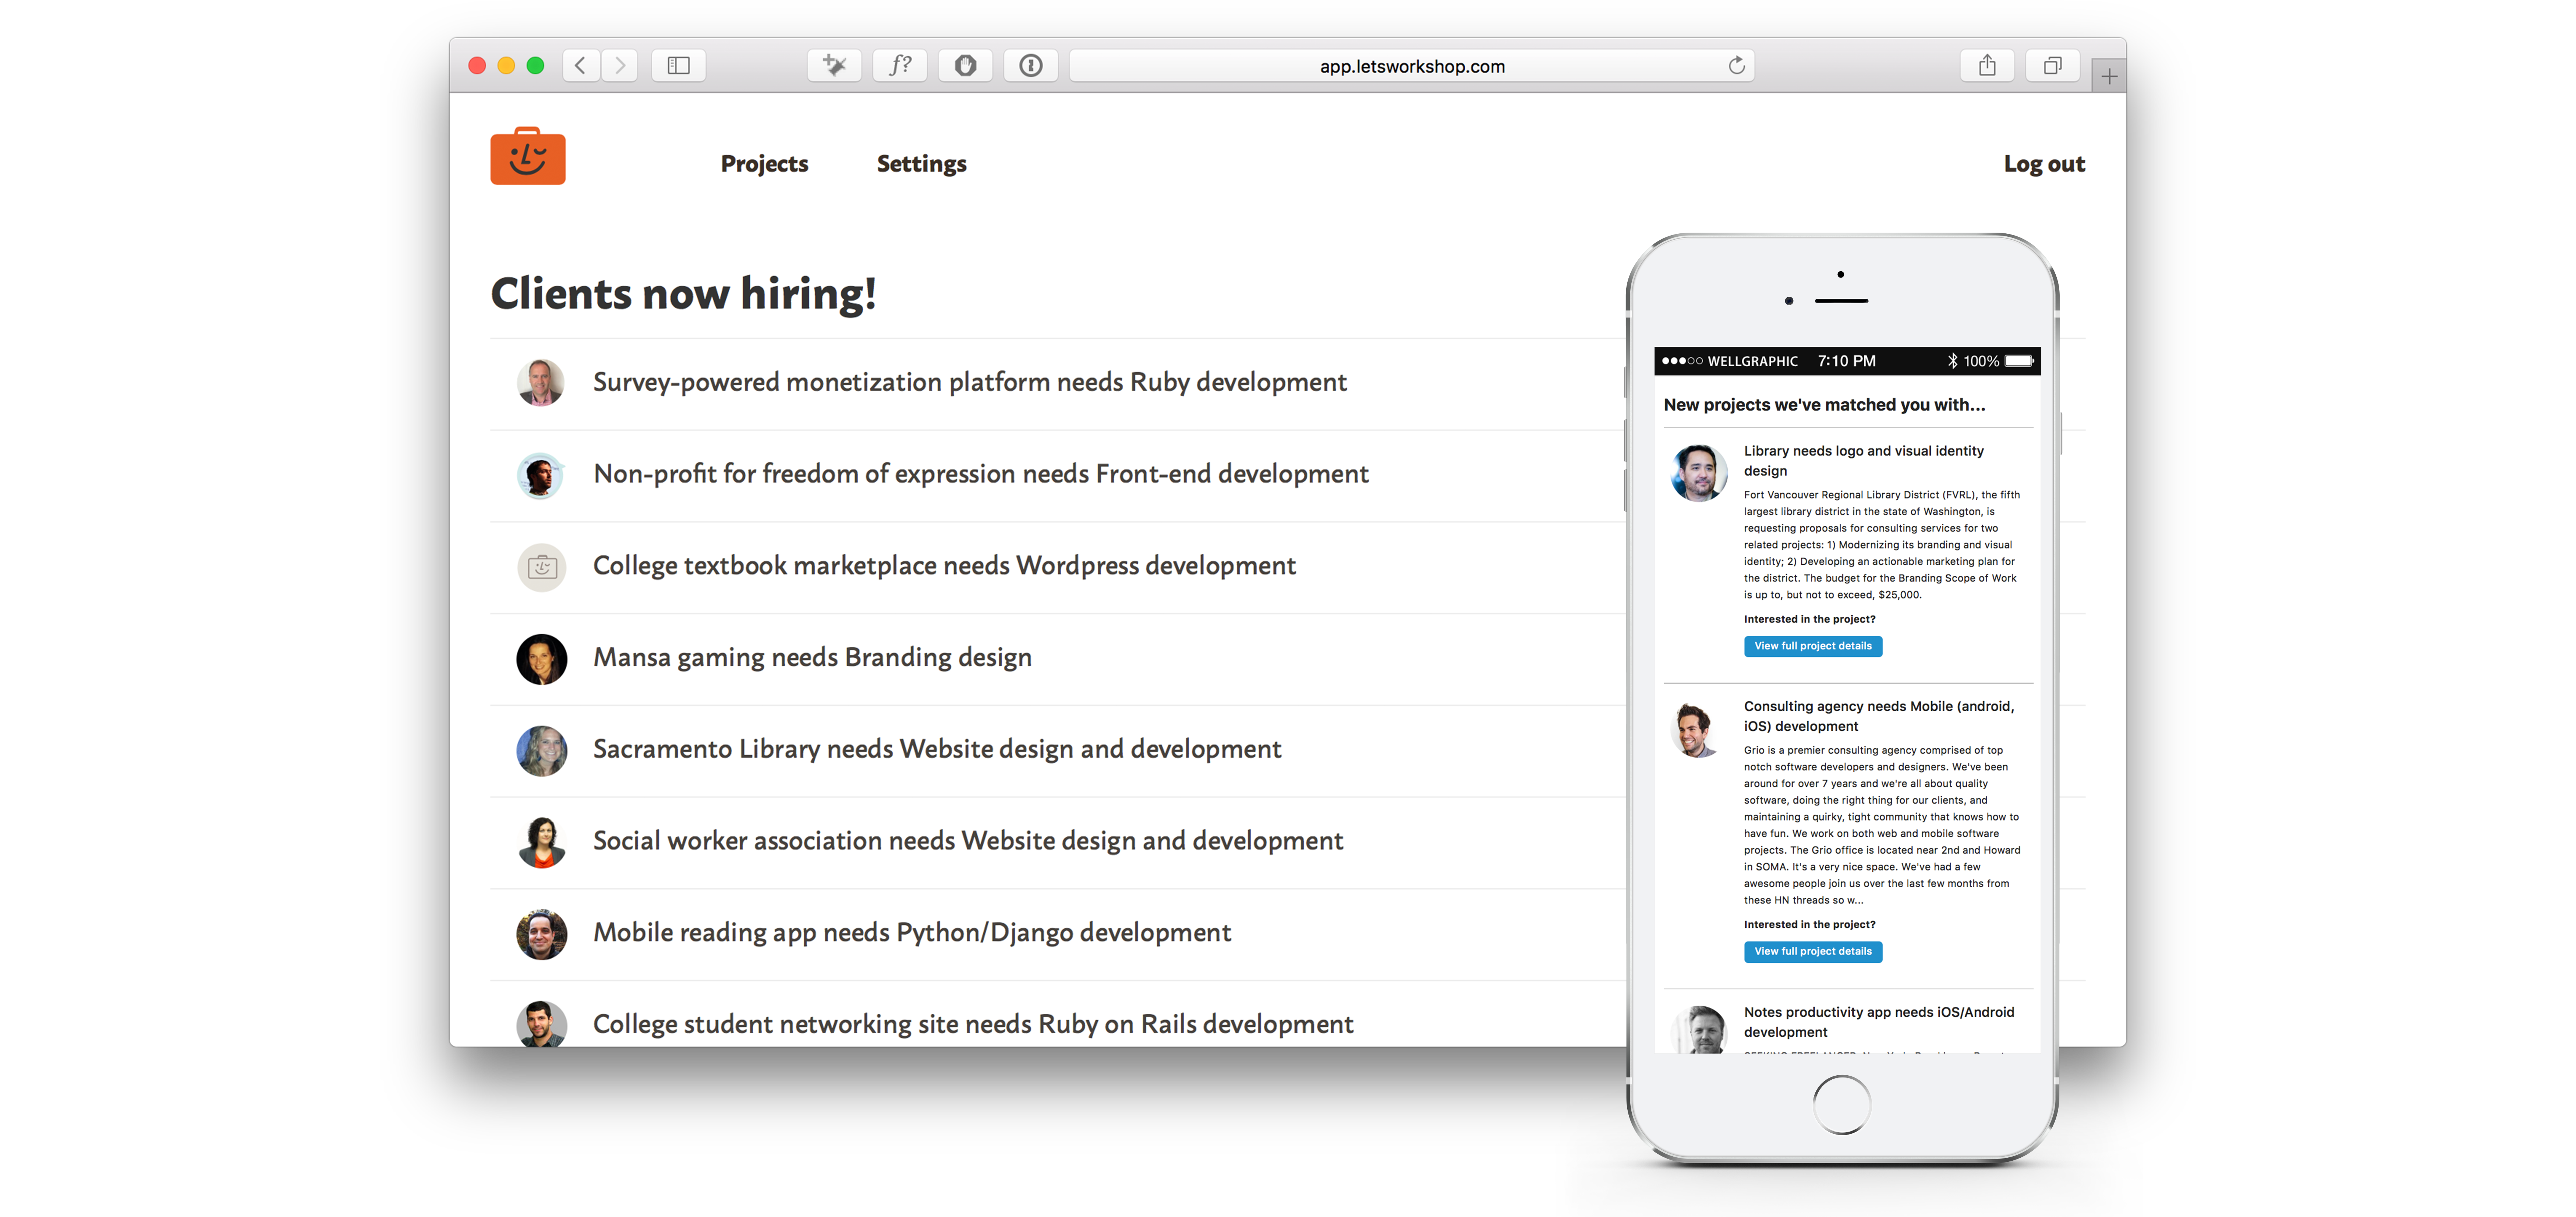 f?
app.letsworkshop.com
Projects
Settings
Log out
Clients now hiring!
Survey-powered monetization platform needs Ruby development
Non-profit for freedom of expression needs Front-end development
College textbook marketplace needs Wordpress development
Mansa gaming needs Branding design
Sacramento Library needs Website design and development
Social worker association needs Website design and development
Mobile reading app needs Python/Django development
College student networking site needs Ruby on Rails development
WELLGRAPHIC 7:10 PM 100%
New projects we've matched you with...
Library needs logo and visual identity
design
Fort Vancouver Regional Library District (FVRL), the fifth
largest library district in the state of Washington, is
requesting proposals for consulting services for two
related projects: 1) Modernizing its branding and visual
identity; 2) Developing an actionable marketing plan for
the district. The budget for the Branding Scope of Work
is up to, but not to exceed, $25,000.
Interested in the project?
View full project details
Consulting agency needs Mobile (android,
iOS) development
Grio is a premier consulting agency comprised of top
notch software developers and designers. We've been
around for over 7 years and we're all about quality
software, doing the right thing for our clients, and
maintaining a quirky, tight community that knows how to
have fun. We work on both web and mobile software
projects. The Grio office is located near 2nd and Howard
in SOMA. It's a very nice space. We've had a few
awesome people join us over the last few months from
these HN threads so w...
Interested in the project?
View full project details
Notes productivity app needs iOS/Android
development